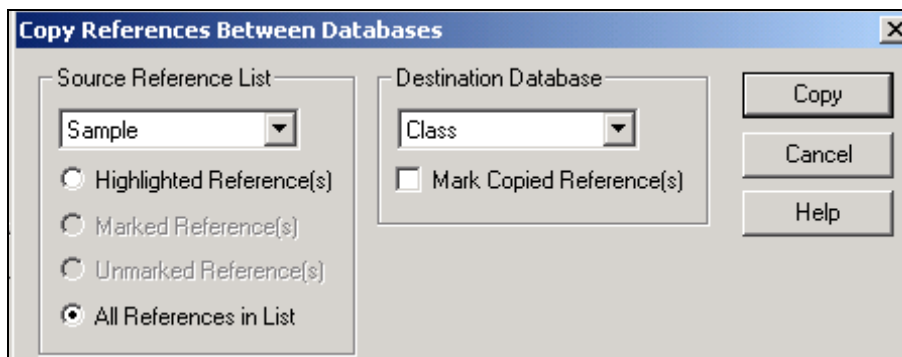 Copy References Between Databases
Source Reference List
Sample
Highlighted Reference(s)
Marked Reference(s)
Unmarked Reference(s)
All References in List
Destination Database
Class
Mark Copied Reference(s)
Copy
Cancel
Help